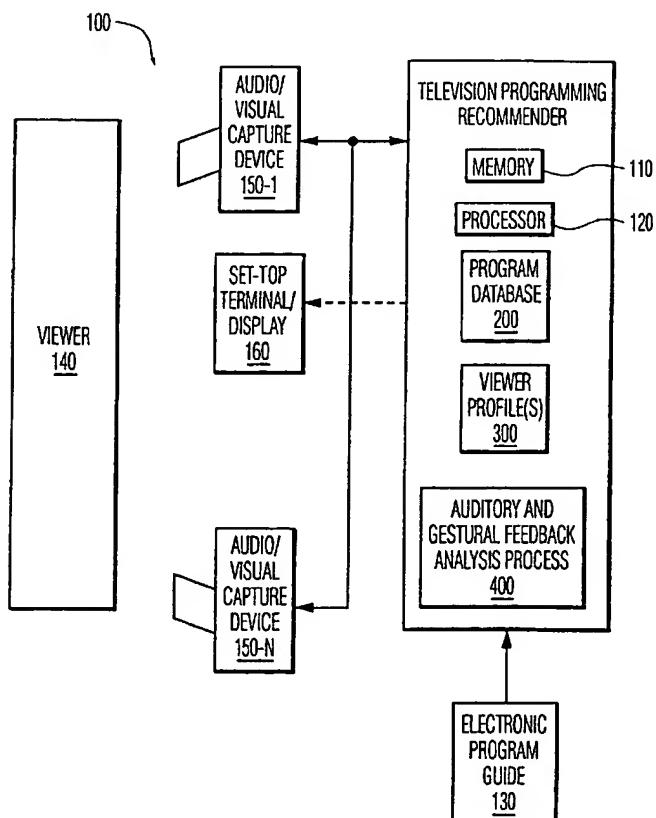 100
AUDIO/
VISUAL
CAPTURE
DEVICE
150-1
TELEVISION PROGRAMMING
RECOMMENDER
MEMORY
110
PROCESSOR
120
SET-TOP
TERMINAL/
DISPLAY
160
PROGRAM
DATABASE
200
VIEWER
140
VIEWER
PROFILE(S)
300
AUDIO/
VISUAL
CAPTURE
DEVICE
150-N
AUDITORY AND
GESTURAL FEEDBACK
ANALYSIS PROCESS
400
ELECTRONIC
PROGRAM
GUIDE
130